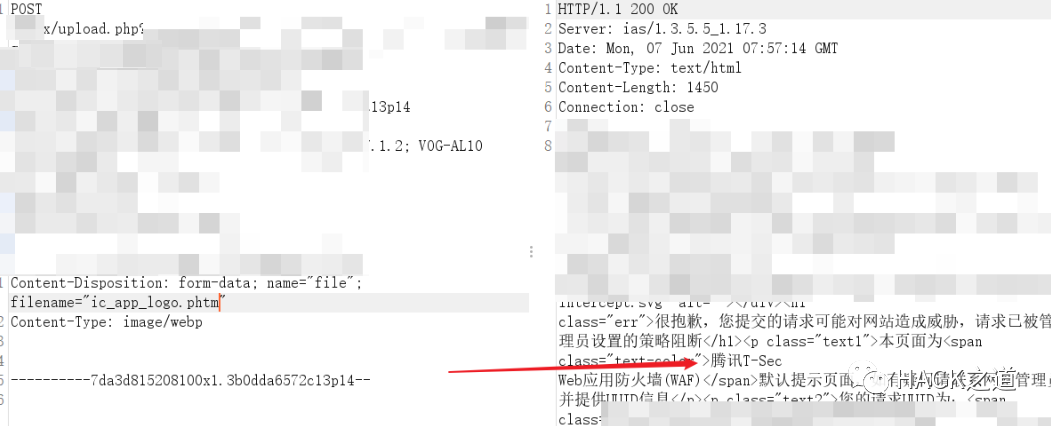 1 POST
x/upload.php?
l3p14
.1.2; VOG-AL10
Content-Disposition: form-data; name="file";
filename="ic_app_logo.phtm"
Content-Type: image/webp
----------7da3d815208100x1.3b0dda6572c13p14--
1 HTTP/1.1 200 OK
2 Server: ias/1.3.5.5_1.17.3
3 Date: Mon, 07 Jun 2021 07:57:14 GMT
4 Content-Type: text/html
5 Content-Length: 1450
6 Connection: close
7
8
intercept.svg" alt=" "></div><h1
class="err">很抱歉，您提交的请求可能对网站造成威胁，请求已被管
理员设置的策略阻断</h1><p class="text1">本页面为<span
class="text-color">腾讯T-Sec
Web应用防火墙(WAF)</span>默认提示页面
并提供UUID信息</p><p class="text2">您的请求UUID为：<span
class=
HACK之道